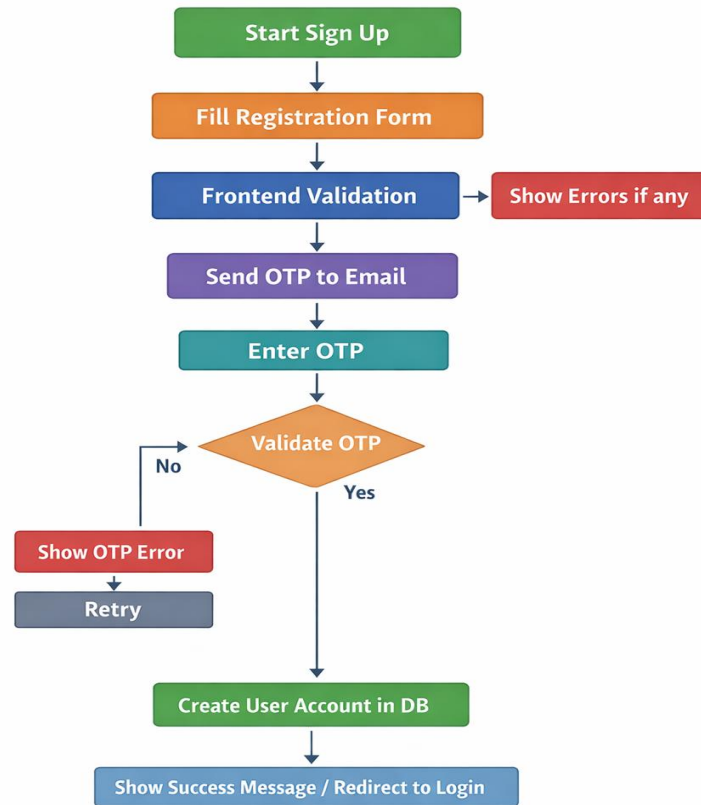 Start Sign Up
Fill Registration Form
Frontend Validation
Show Errors if any
Send OTP to Email
Enter OTP
Validate OTP
No
Yes
Show OTP Error
Retry
Create User Account in DB
Show Success Message / Redirect to Login